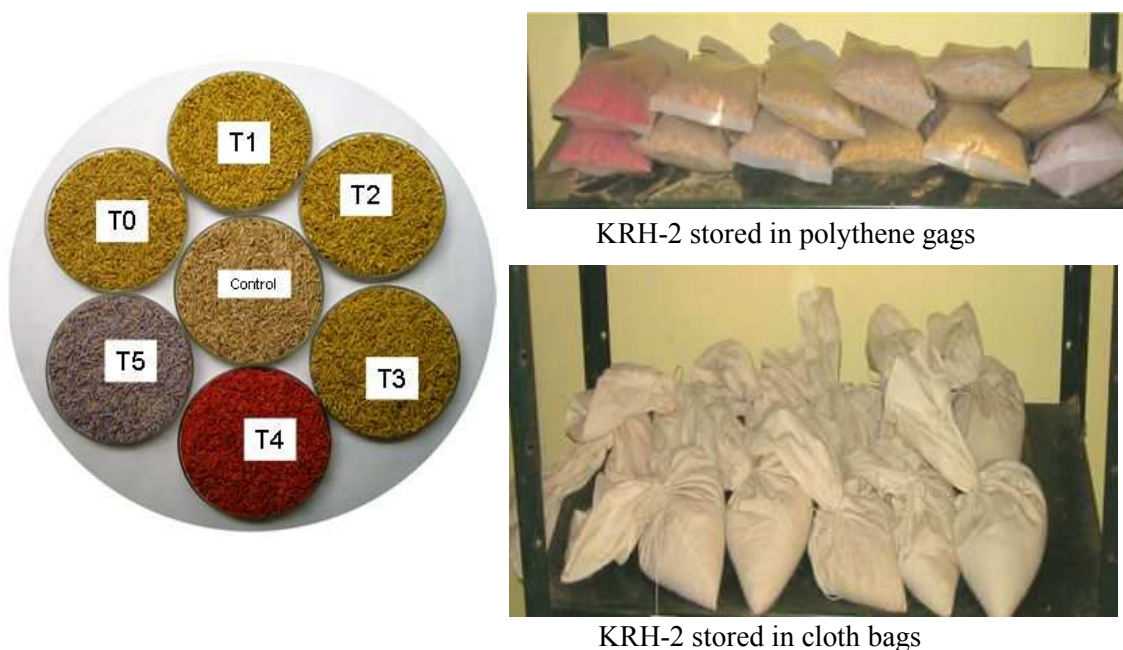 T1
T2
T0
Control
T5
T3
T4
KRH-2 stored in polythene gags
KRH-2 stored in cloth bags